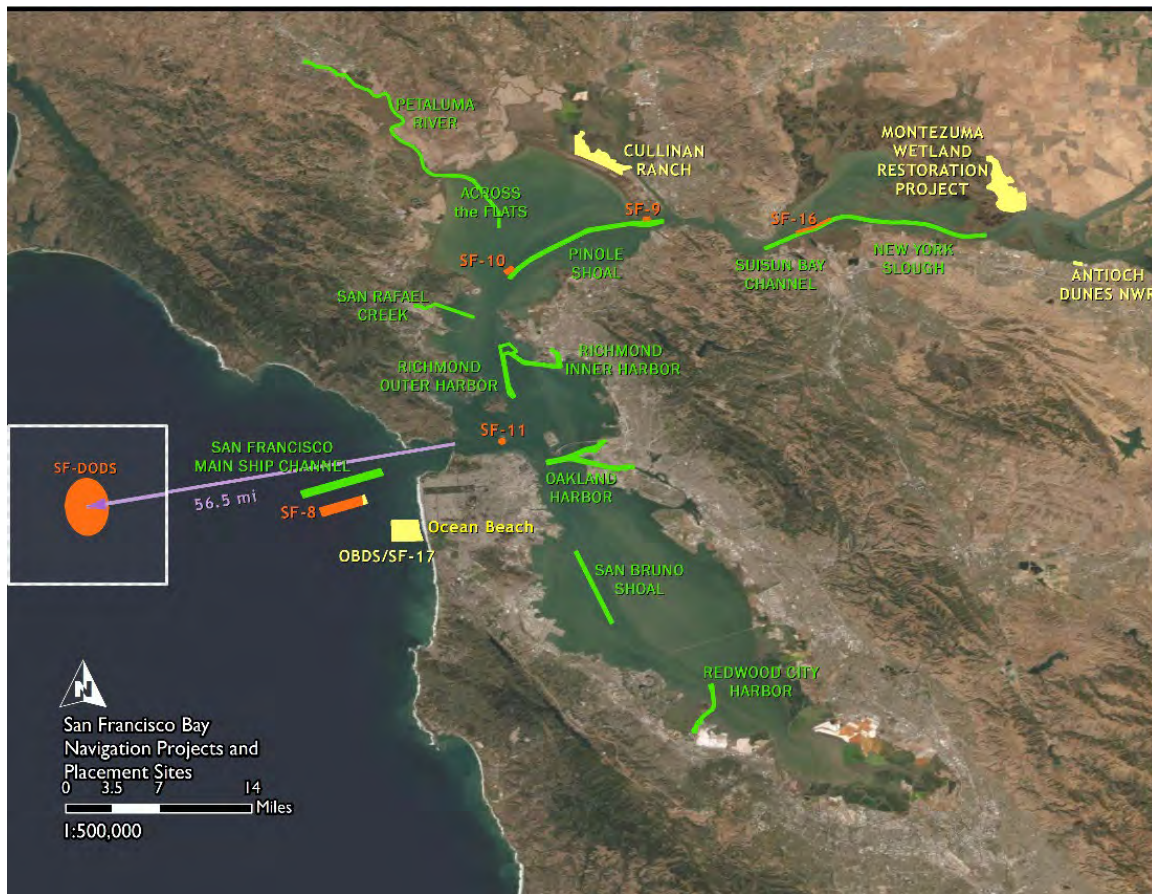 PETALUMA
RIVER
CULLINAN
RANCH
MONTEZUMA
WETLAND
RESTORATION
PROJECT
ACROSS
the FLATS
SF-9
SF-16
PINOLE
SHOAL
SF-10
SUISUN BAY
CHANNEL
NEW YORK
SLOUGH
ANTIOCH
DUNES NWR
SAN RAFAEL
CREEK
RICHMOND
OUTER HARBOR
RICHMOND
INNER HARBOR
SF-11
SAN FRANCISCO
MAIN SHIP CHANNEL
SF-DODS
56.5 mi
SF-8
OAKLAND
HARBOR
Ocean Beach
OBDS/SF-17
SAN BRUNO
SHOAL
REDWOOD CITY
HARBOR
N
San Francisco Bay
Navigation Projects and
Placement Sites
0 3.5 7 14
Miles
1:500,000